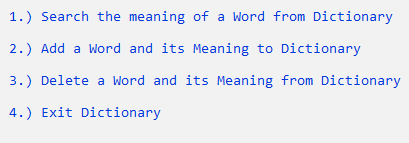 1.) Search the meaning of a Word from Dictionary
2.) Add a Word and its Meaning to Dictionary
3.) Delete a Word and its Meaning from Dictionary
4.) Exit Dictionary